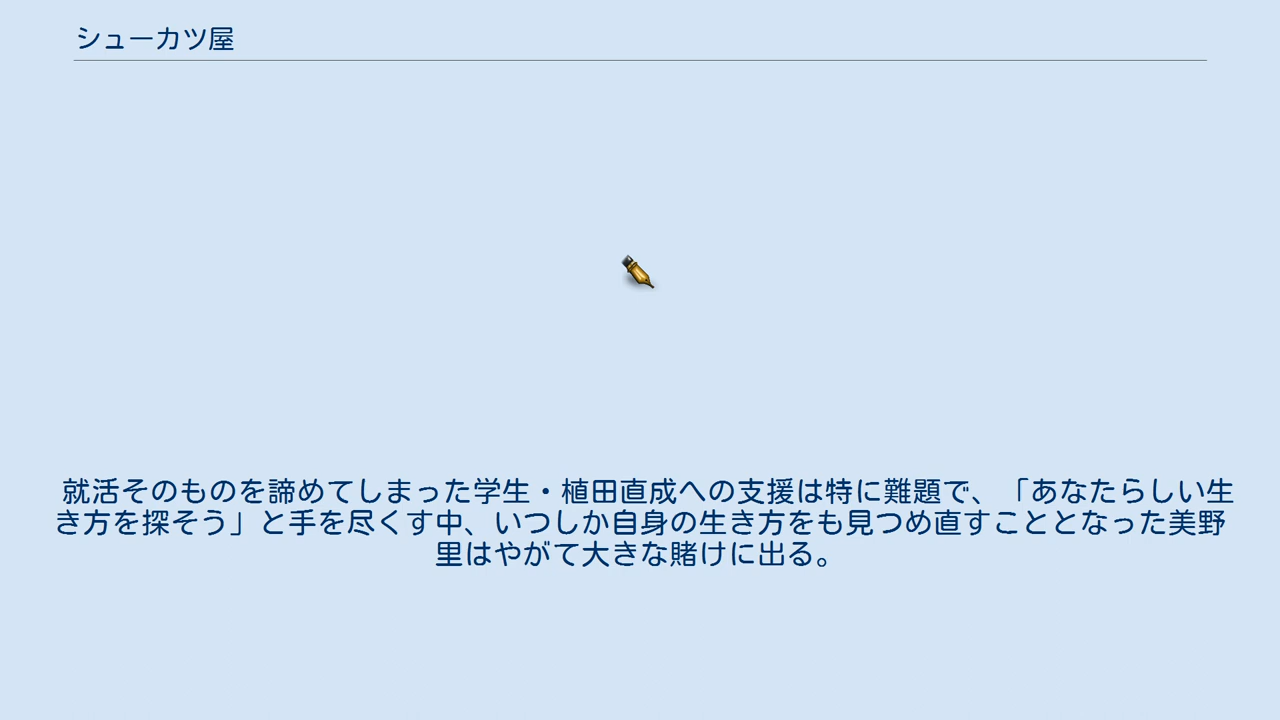 シューカツ屋
就活そのものを諦めてしまった学生・植田直成への支援は特に難題で、「あなたらしい生
き方を探そう」と手を尽くす中、いつしか自身の生き方をも見つめ直すこととなった美野
里はやがて大きな賭けに出る。